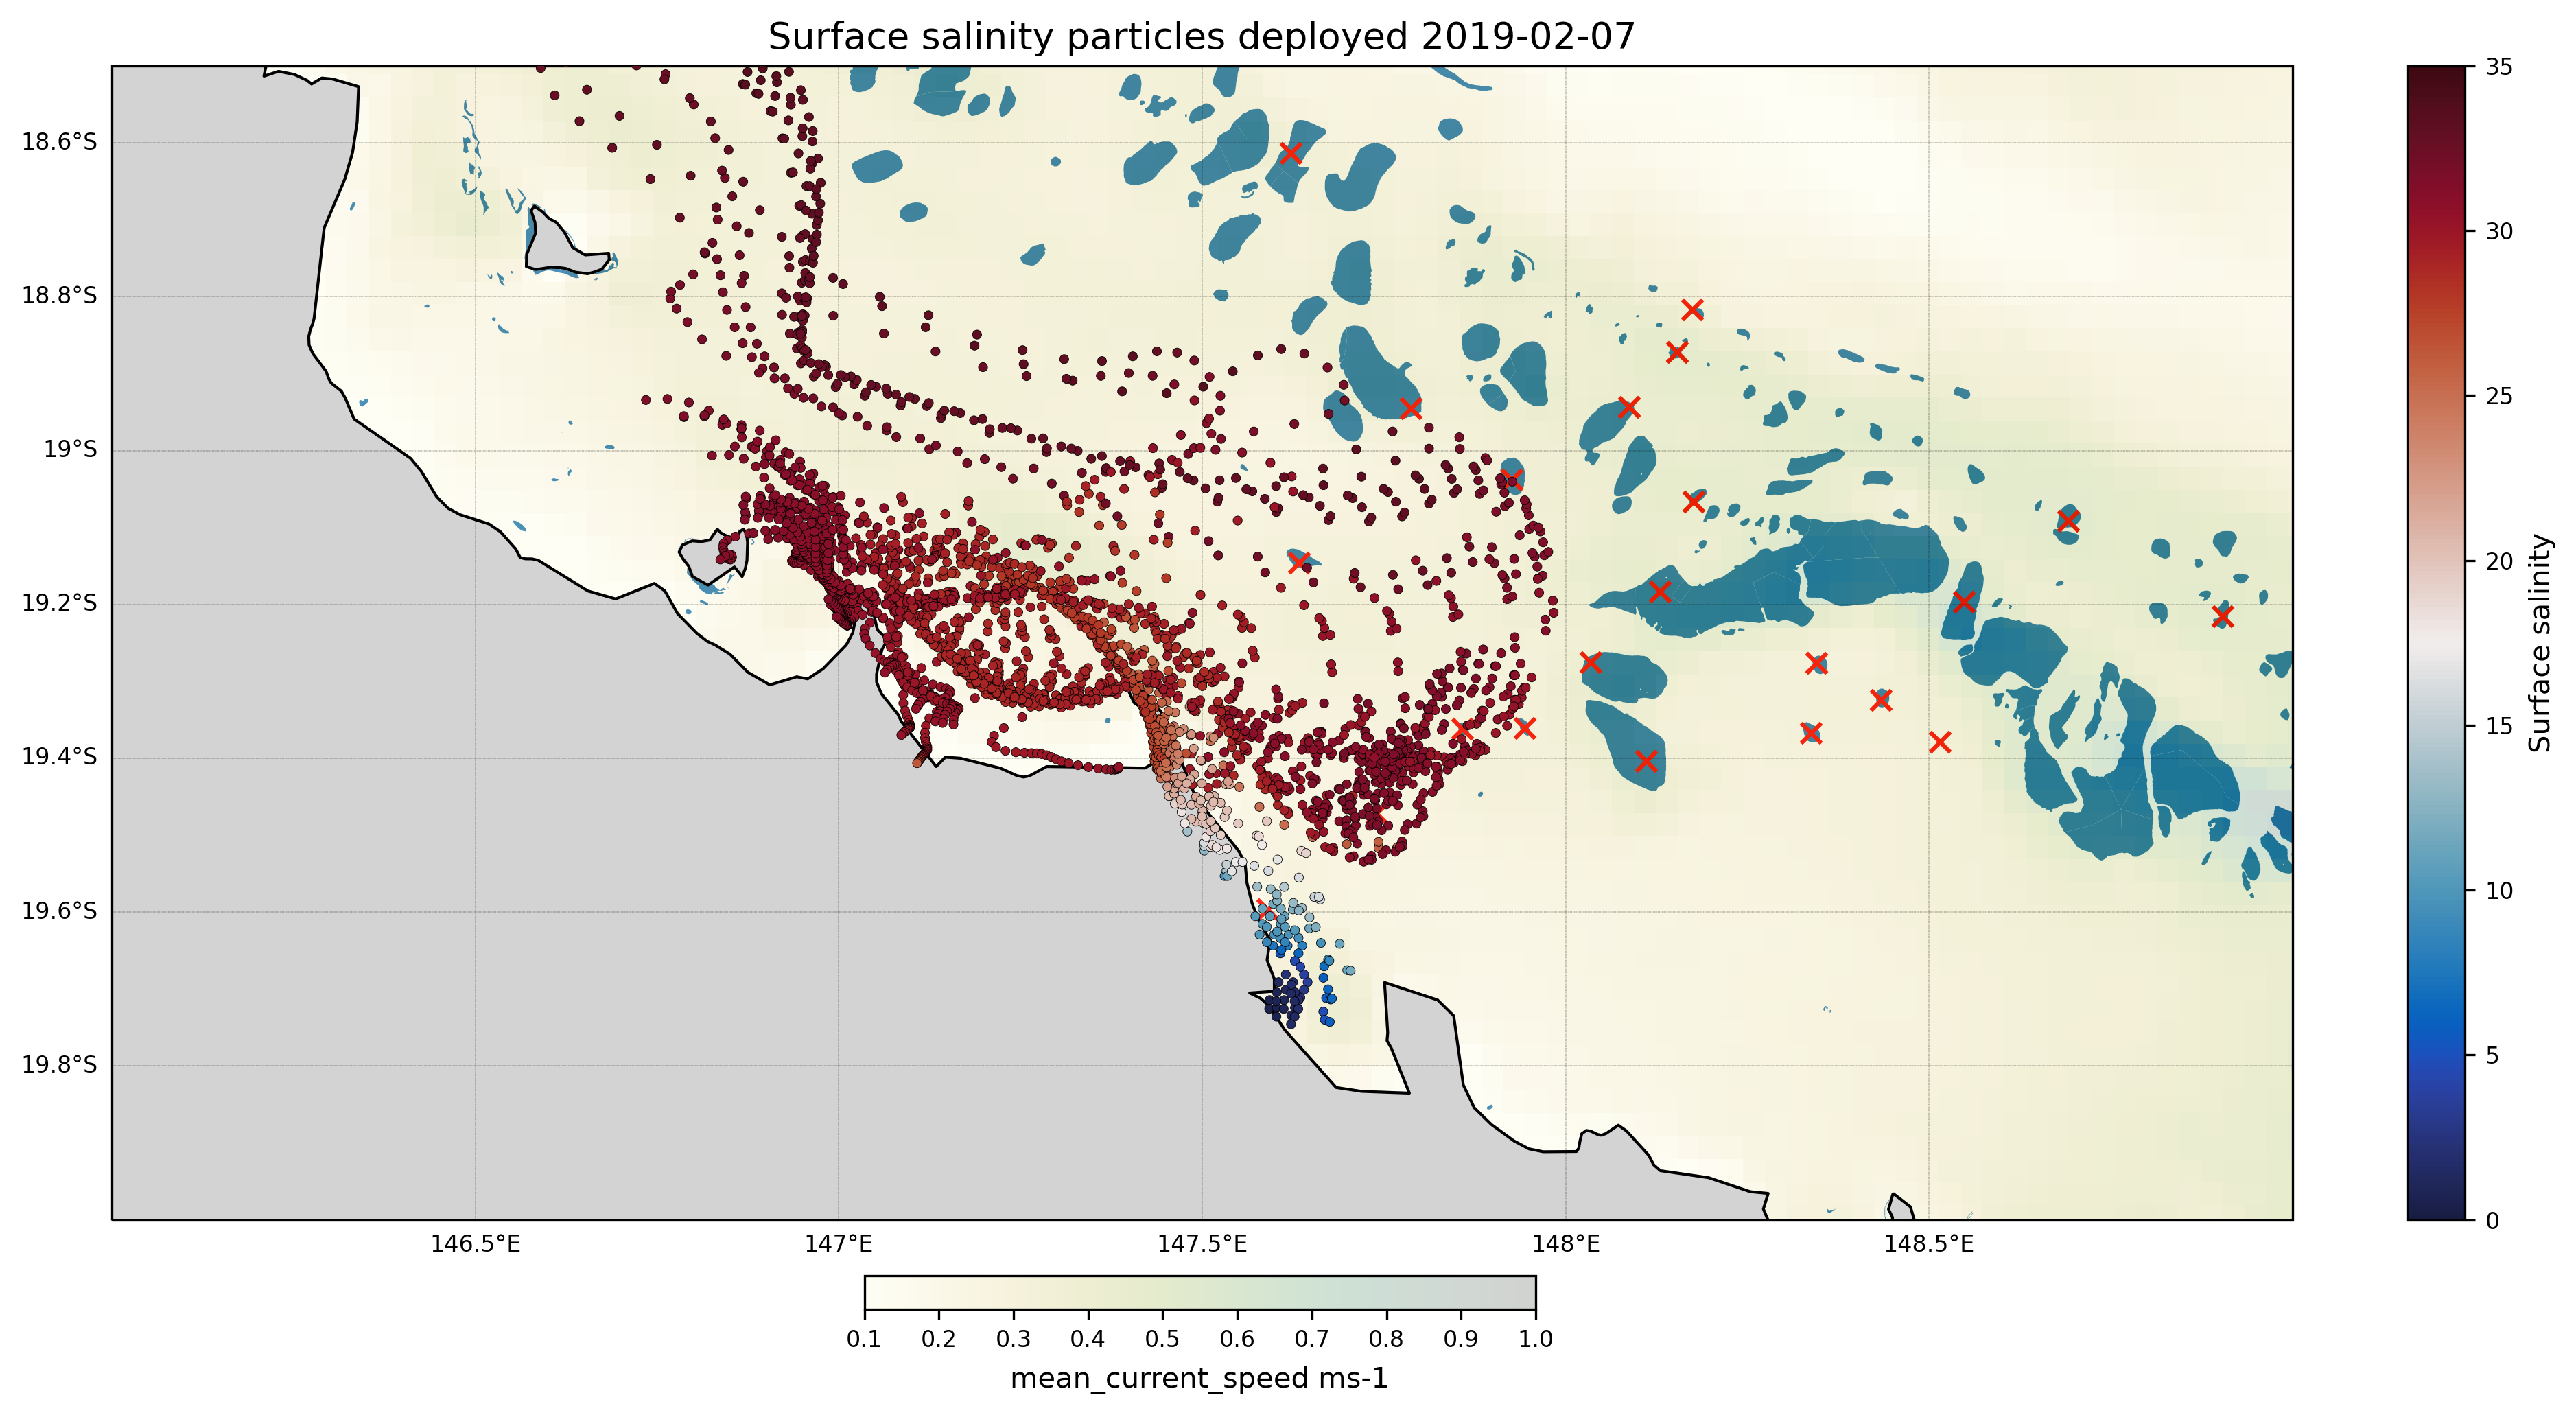 Surface salinity particles deployed 2019-02-07
18.6°S
18.8°S
19°S
19.2°S
19.4°S
19.6°S
19.8°S
146.5°E
147°E
147.5°E
148°E
148.5°E
35
30
25
20
15
10
5
0
Surface salinity
0.1
0.2
0.3
0.4
0.5
0.6
0.7
0.8
0.9
1.0
mean_current_speed ms-1